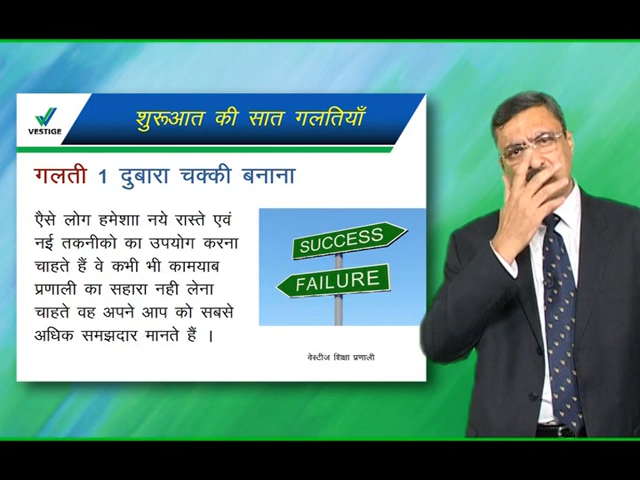 VESTIGE
शुरूआत की सात गलतियाँ
गलती 1 दुबारा चक्की बनाना
ऐसे लोग हमेशाा नये रास्ते एवं
नई तकनीको का उपयोग करना
चाहते हैं वे कभी भी कामयाब
प्रणाली का सहारा नही लेना
चाहते वह अपने आप को सबसे
अधिक समझदार मानते हैं ।
SUCCESS
FAILURE
वेस्टीज शिक्षा प्रणाली